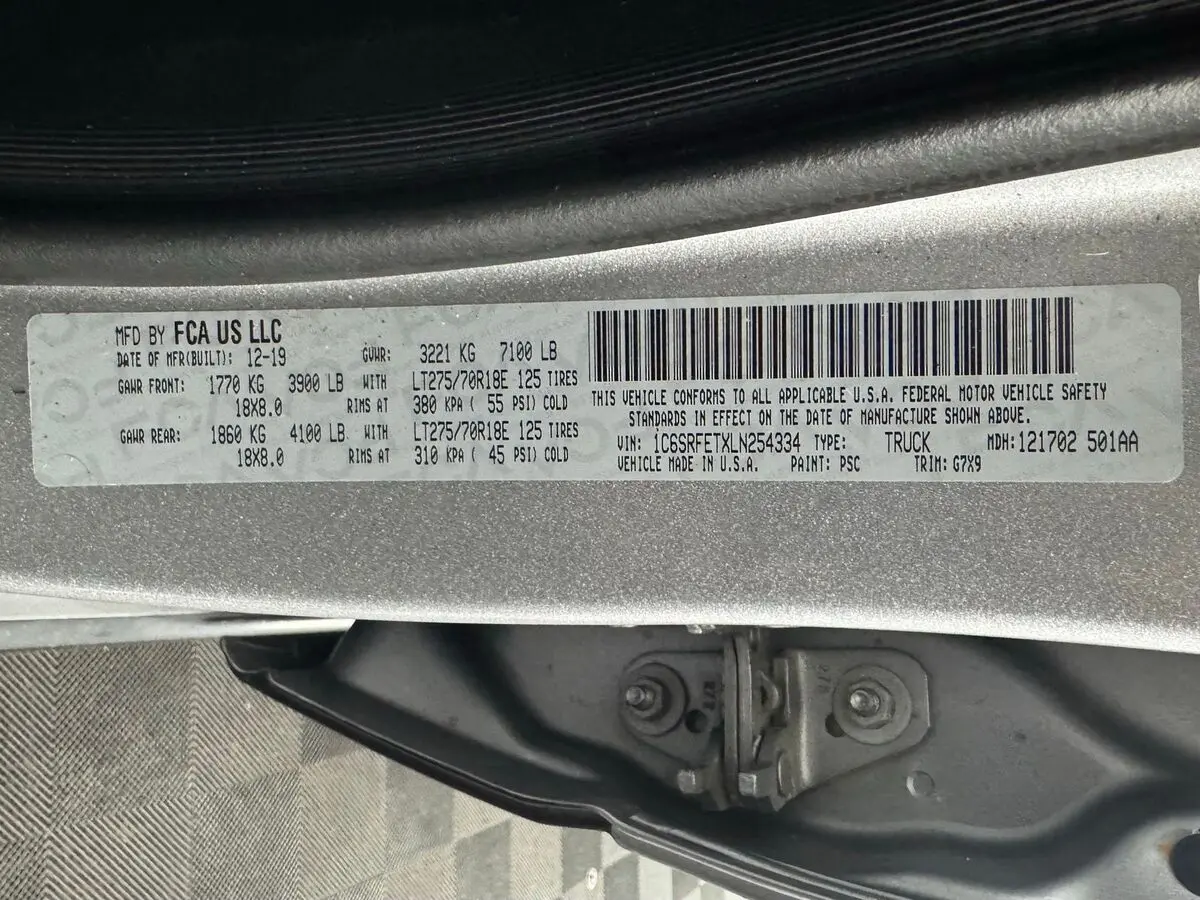 MFD BY FCA US LLC
DATE OF MFR(BUILT): 12-19 GVWR: 3221 KG 7100 LB
GAWR FRONT: 1770 KG 3900 LB WITH LT275/70R18E 125 TIRES
18X8.0 RIMS AT 380 KPA ( 55 PSI) COLD
GAWR REAR: 1860 KG 4100 LB WITH LT275/70R18E 125 TIRES
18X8.0 RIMS AT 310 KPA ( 45 PSI) COLD
THIS VEHICLE CONFORMS TO ALL APPLICABLE U.S.A. FEDERAL MOTOR VEHICLE SAFETY
STANDARDS IN EFFECT ON THE DATE OF MANUFACTURE SHOWN ABOVE.
VIN: 1C6SRFETXLN254334 TYPE: TRUCK MDH: 121702 501AA
VEHICLE MADE IN U.S.A. PAINT: PSC TRIM: G7X9